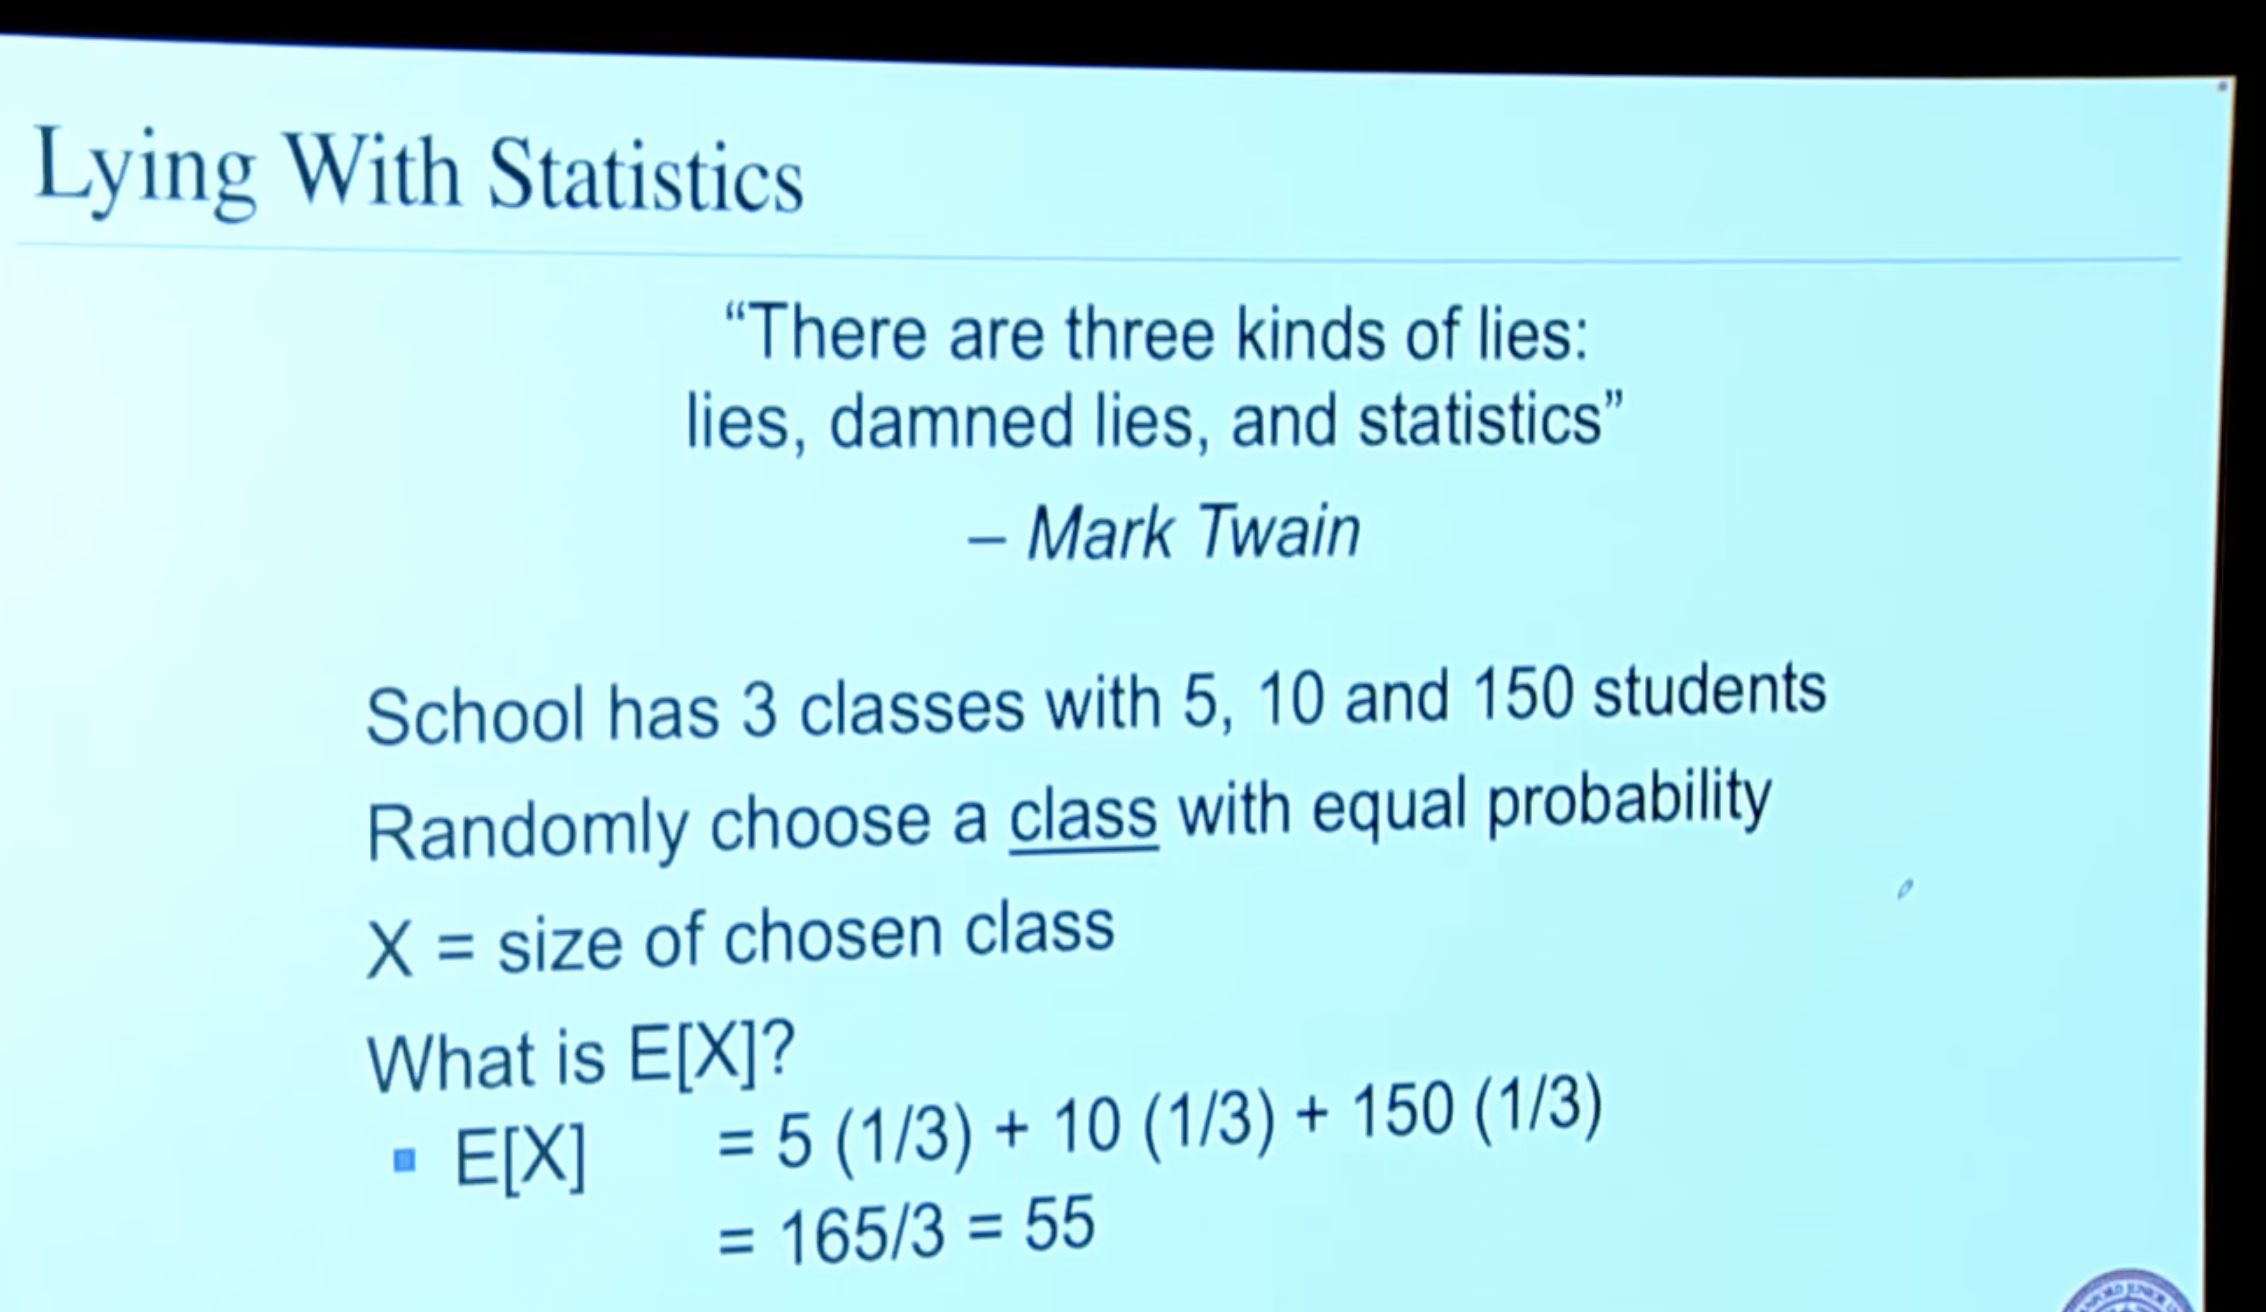 Lying With Statistics
“There are three kinds of lies:
lies, damned lies, and statistics”
– Mark Twain
School has 3 classes with 5, 10 and 150 students
Randomly choose a class with equal probability
X = size of chosen class
What is E[X]?
E[X] = 5 (1/3) + 10 (1/3) + 150 (1/3)
= 165/3 = 55